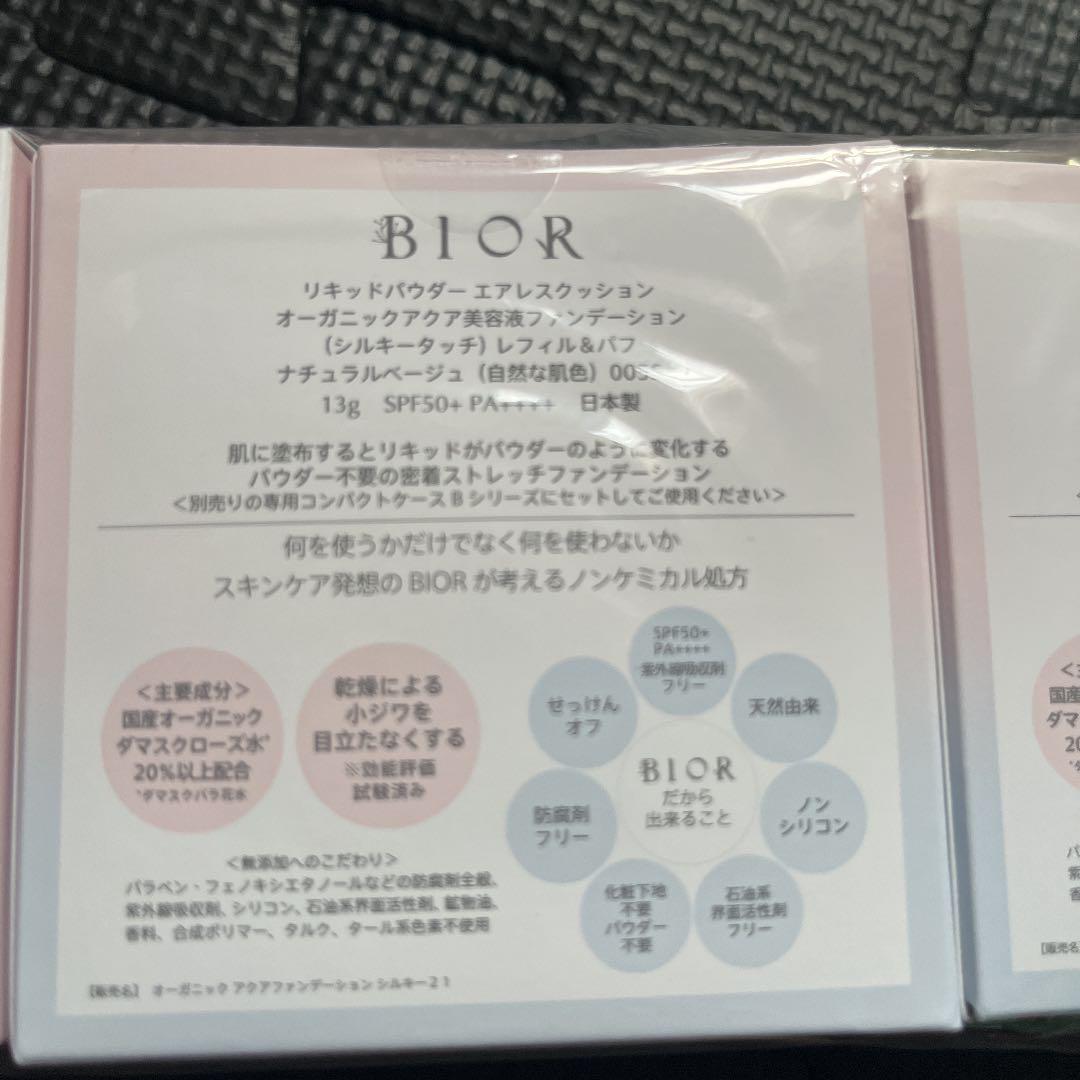 BIOR
リキッドパウダー エアレスクッション
オーガニックアクア美容液ファンデーション
（シルキータッチ）レフィル＆パフ
ナチュラルベージュ（自然な肌色）
13g SPF50+ PA++++ 日本製
肌に塗布するとリキッドがパウダーのように変化する
パウダー不要の密着ストレッチファンデーション
＜別売りの専用コンパクトケースBシリーズにセットしてご使用ください＞
何を使うかだけでなく何を使わないか
スキンケア発想のBIORが考えるノンケミカル処方
＜主要成分＞
国産オーガニック
ダマスクローズ水*
20%以上配合
*ダマスクバラ花水
乾燥による
小ジワを
目立たなくする
※効能評価
試験済み
SPF50+
PA++++
紫外線吸収剤
フリー
せっけん
オフ
天然由来
BIOR
だから
出来ること
防腐剤
フリー
ノン
シリコン
化粧下地
不要
パウダー
不要
石油系
界面活性剤
フリー
＜無添加へのこだわり＞
パラベン・フェノキシエタノールなどの防腐剤全般、
紫外線吸収剤、シリコン、石油系界面活性剤、鉱物油、
香料、合成ポリマー、タルク、タール系色素不使用
【販売名】 オーガニック アクアファンデーション シルキー２１